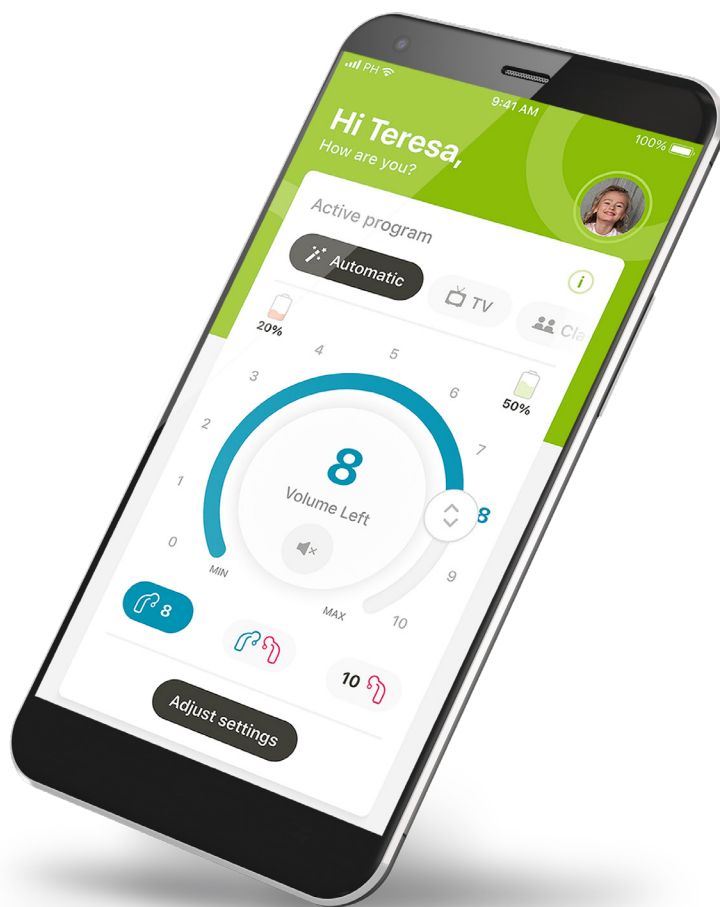 PH
9:41 AM
100%
Hi Teresa,
How are you?
Active program
Automatic
TV
Cla
20%
50%
0
1
2
3
4
5
6
7
8
9
10
8
Volume Left
MIN
MAX
8
10
Adjust settings